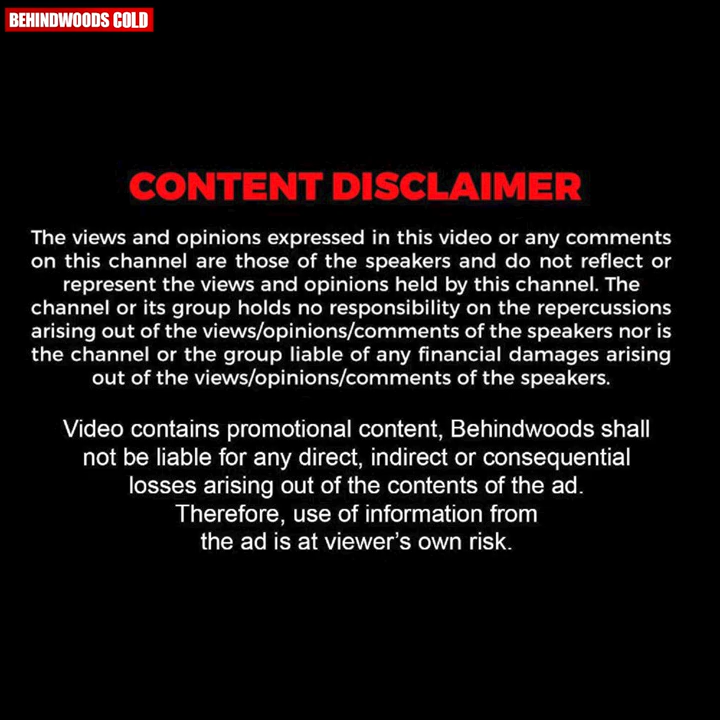 BEHINDWOODS COLD
CONTENT DISCLAIMER
The views and opinions expressed in this video or any comments
on this channel are those of the speakers and do not reflect or
represent the views and opinions held by this channel. The
channel or its group holds no responsibility on the repercussions
arising out of the views/opinions/comments of the speakers nor is
the channel or the group liable of any financial damages arising
out of the views/opinions/comments of the speakers.
Video contains promotional content, Behindwoods shall
not be liable for any direct, indirect or consequential
losses arising out of the contents of the ad.
Therefore, use of information from
the ad is at viewer's own risk.